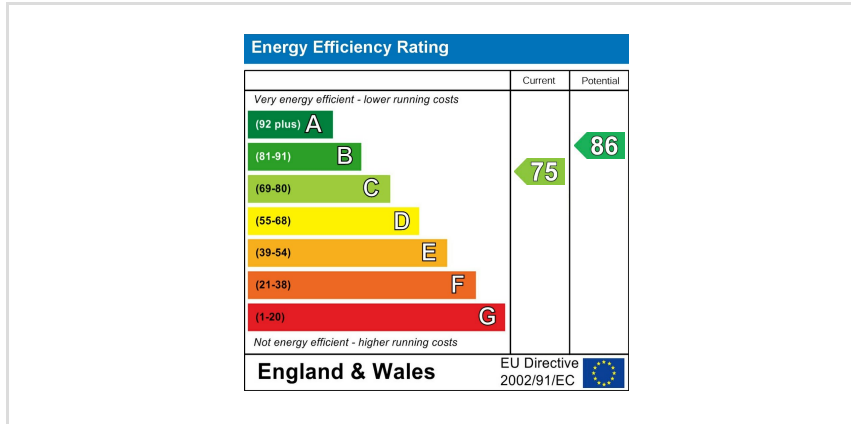 Energy Efficiency Rating
Current Potential
Very energy efficient - lower running costs
(92 plus) A
(81-91) B
86
(69-80) C
75
(55-68) D
(39-54) E
(21-38) F
(1-20) G
Not energy efficient - higher running costs
England & Wales
EU Directive
2002/91/EC